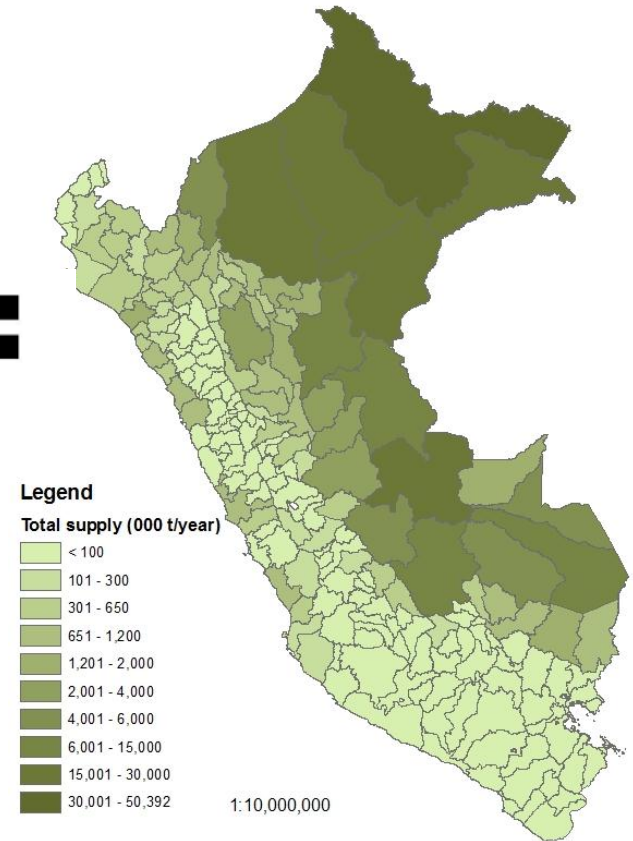 Legend
Total supply (000 t/year)
< 100
101 - 300
301 - 650
651 - 1,200
1,201 - 2,000
2,001 - 4,000
4,001 - 6,000
6,001 - 15,000
15,001 - 30,000
30,001 - 50,392
1:10,000,000